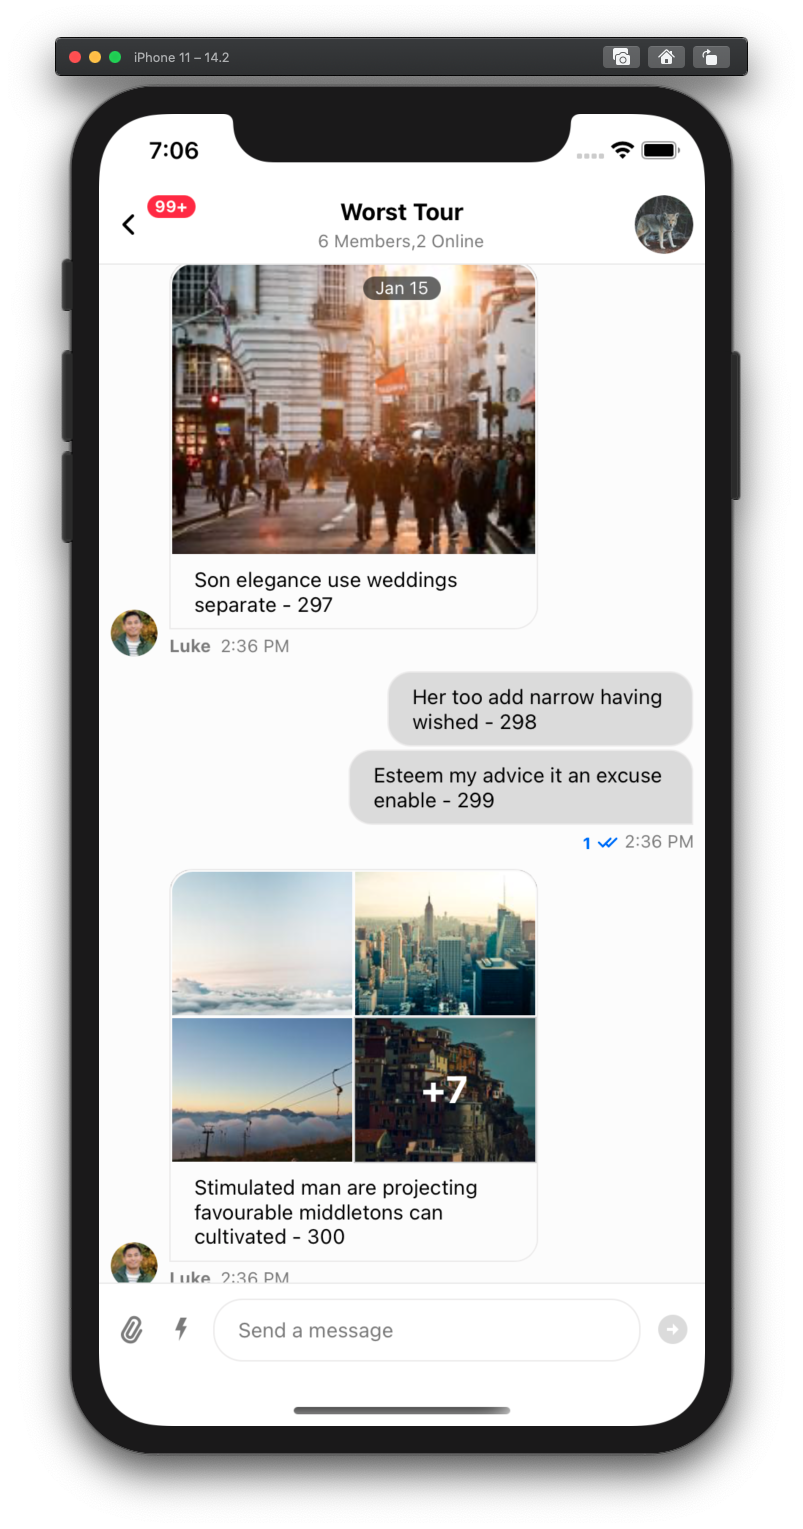 iPhone 11 – 14.2
7:06
99+
Worst Tour
6 Members,2 Online
Jan 15
Son elegance use weddings
separate - 297
Luke 2:36 PM
Her too add narrow having
wished - 298
Esteem my advice it an excuse
enable - 299
1 2:36 PM
+7
Stimulated man are projecting
favourable middletons can
cultivated - 300
Luke 2:36 PM
Send a message